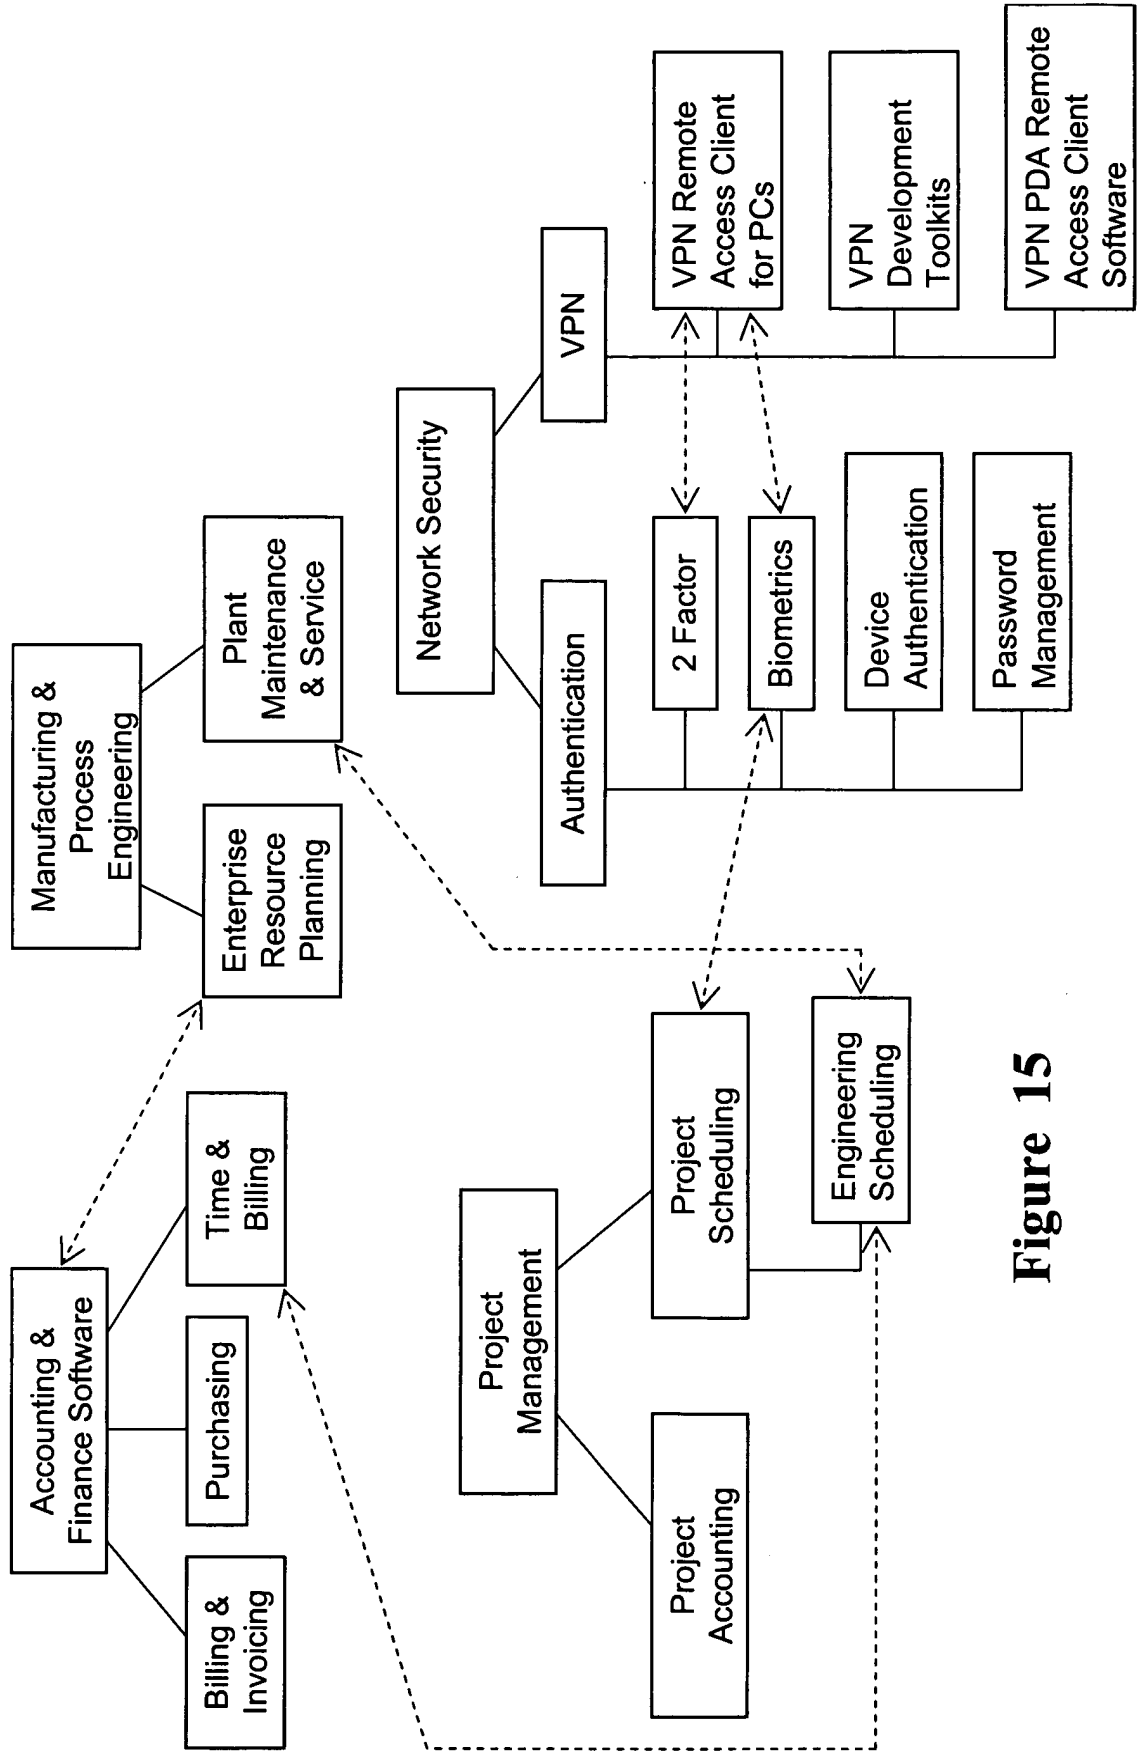 Accounting &
Finance Software
Billing &
Invoicing
Purchasing
Time &
Billing
Manufacturing &
Process
Engineering
Enterprise
Resource
Planning
Plant
Maintenance
& Service
Project
Management
Project
Accounting
Project
Scheduling
Engineering
Scheduling
Network Security
Authentication
2 Factor
Biometrics
Device
Authentication
Password
Management
VPN
VPN Remote
Access Client
for PCs
VPN
Development
Toolkits
VPN PDA Remote
Access Client
Software
Figure 15